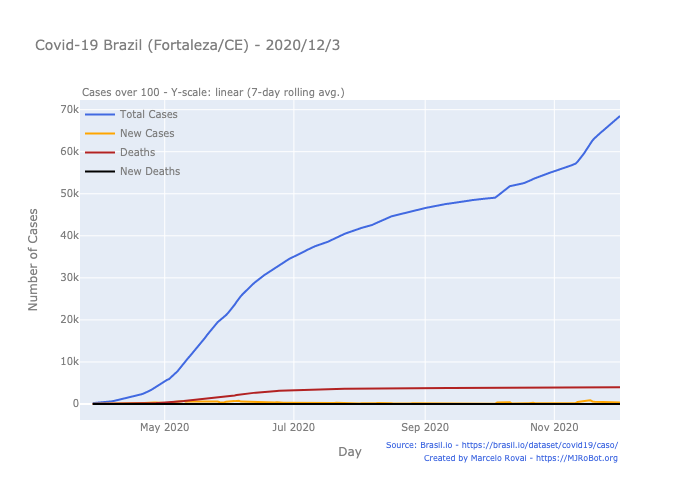 Covid-19 Brazil (Fortaleza/CE) - 2020/12/3
Cases over 100 - Y-scale: linear (7-day rolling avg.)
Total Cases
New Cases
Deaths
New Deaths
70k
60k
50k
40k
30k
20k
10k
0
Number of Cases
May 2020
Jul 2020
Sep 2020
Nov 2020
Day
Source: Brasil.io - https://brasil.io/dataset/covid19/caso/
Created by Marcelo Rovai - https://MJRoBot.org